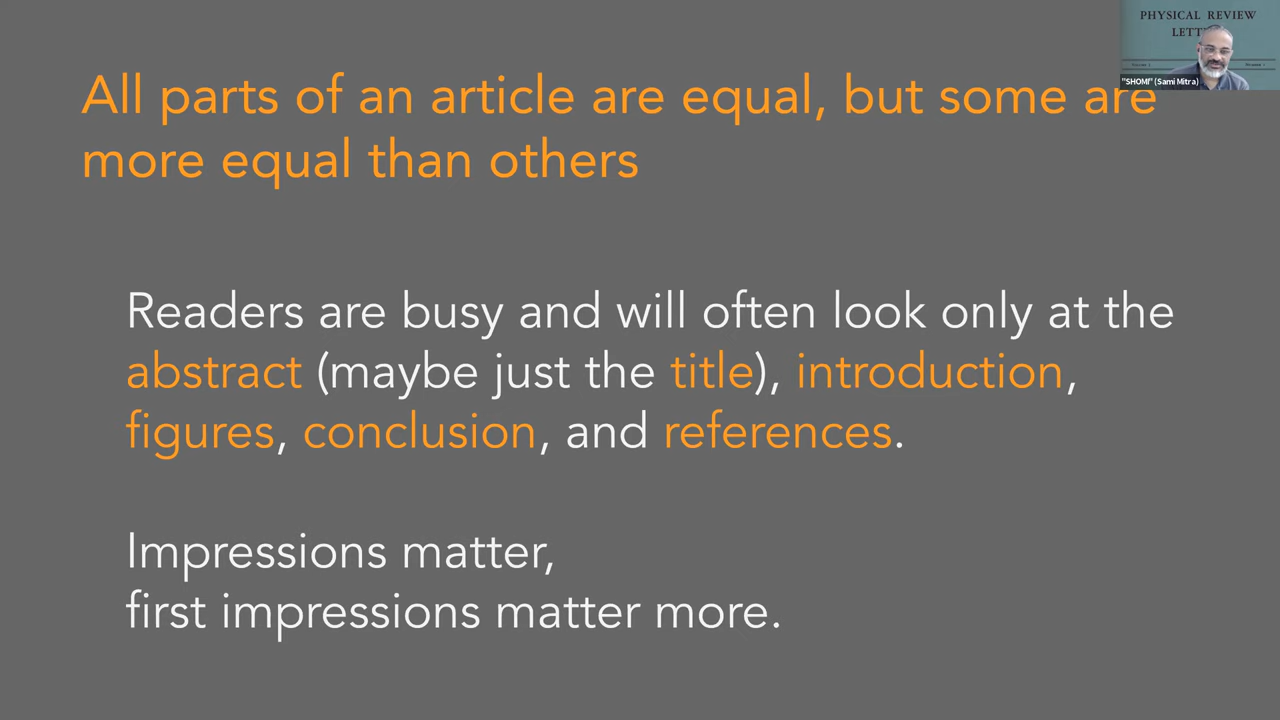 PHYSICAL REVIEW
"SHOMI" (Sami Mitra)
All parts of an article are equal, but some are
more equal than others
Readers are busy and will often look only at the
abstract (maybe just the title), introduction,
figures, conclusion, and references.
Impressions matter,
first impressions matter more.